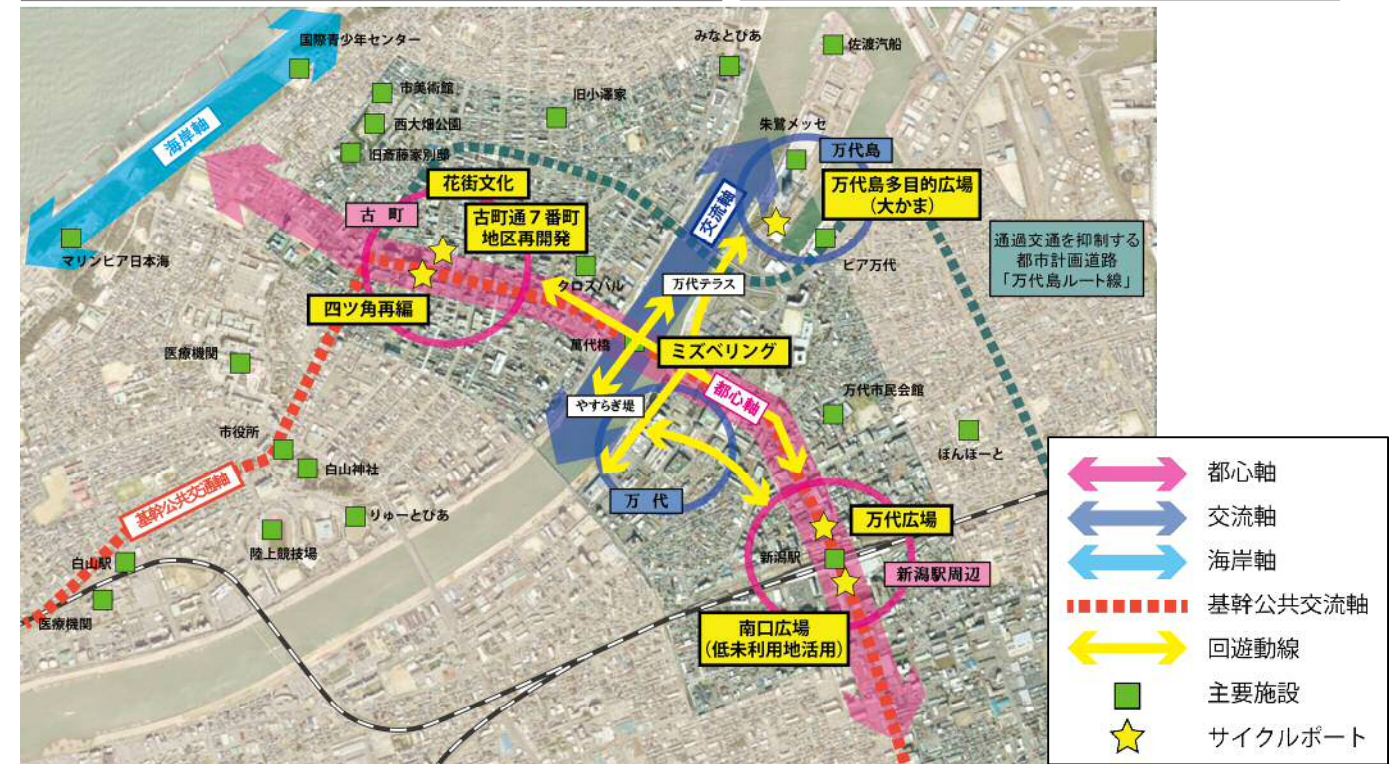 国際青少年センター
みなとぴあ
佐渡汽船
市美術館
旧小澤家
西大畑公園
朱鷺メッセ
海岸軸
旧斎藤家別邸
万代島
花街文化
万代島多目的広場
(大かま)
古 町
古町通7番町
地区再開発
交流軸
通過交通を抑制する
都市計画道路
「万代島ルート線」
マリンピア日本海
ピア万代
クロスパル
万代テラス
四ツ角再編
医療機関
萬代橋
ミズベリング
都心軸
やすらぎ堤
万代市民会館
市役所
白山神社
ぽんぽーと
基幹公共交通軸
万 代
りゅーとぴあ
万代広場
陸上競技場
白山駅
新潟駅
新潟駅周辺
医療機関
南口広場
(低未利用地活用)
都心軸
交流軸
海岸軸
基幹公共交流軸
回遊動線
主要施設
サイクルポート